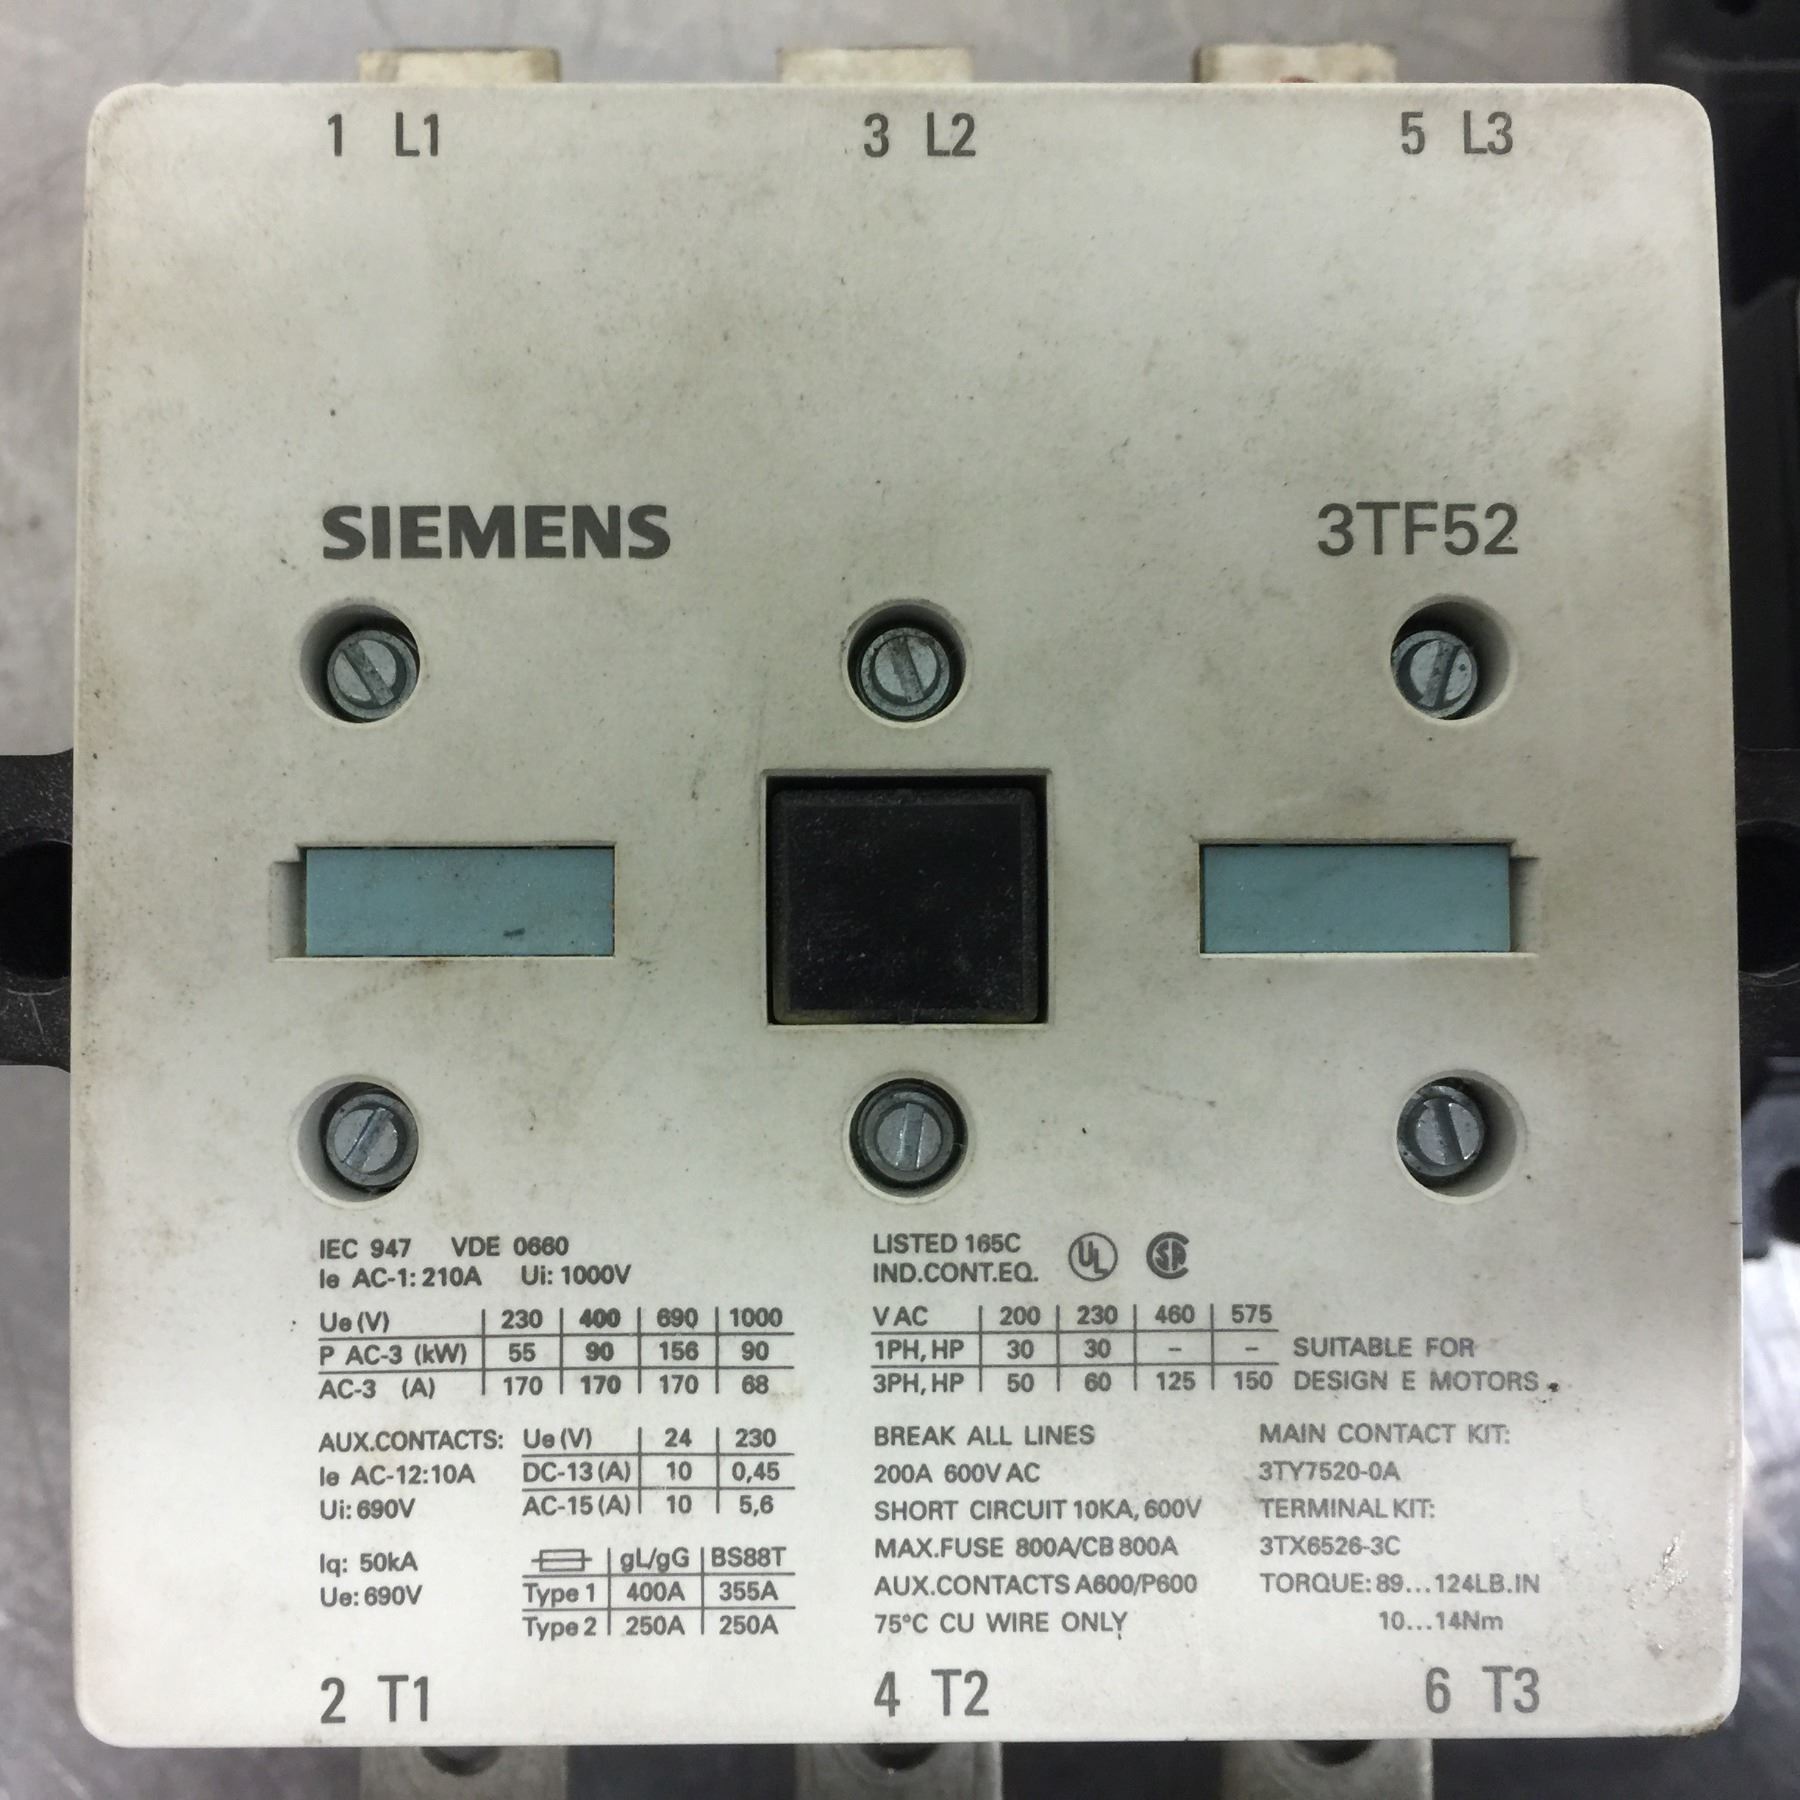 1 L1 3 L2 5 L3
SIEMENS 3TF52
IEC 947 VDE 0660
Ie AC-1: 210A Ui: 1000V
Ue (V) 230 400 690 1000
P AC-3 (kW) 55 90 156 90
AC-3 (A) 170 170 170 68
AUX.CONTACTS: Ue (V) 24 230
Ie AC-12:10A DC-13 (A) 10 0,45
Ui: 690V AC-15 (A) 10 5,6
Iq: 50kA gL/gG BS88T
Ue: 690V Type 1 400A 355A
Type 2 250A 250A
LISTED 165C UL SA
IND.CONT.EQ.
V AC 200 230 460 575
1PH, HP 30 30 – – SUITABLE FOR
3PH, HP 50 60 125 150 DESIGN E MOTORS
BREAK ALL LINES
200A 600V AC
SHORT CIRCUIT 10KA, 600V
MAX.FUSE 800A/CB 800A
AUX.CONTACTS A600/P600
75°C CU WIRE ONLY
MAIN CONTACT KIT:
3TY7520-0A
TERMINAL KIT:
3TX6526-3C
TORQUE: 89...124LB.IN
10...14Nm
2 T1 4 T2 6 T3